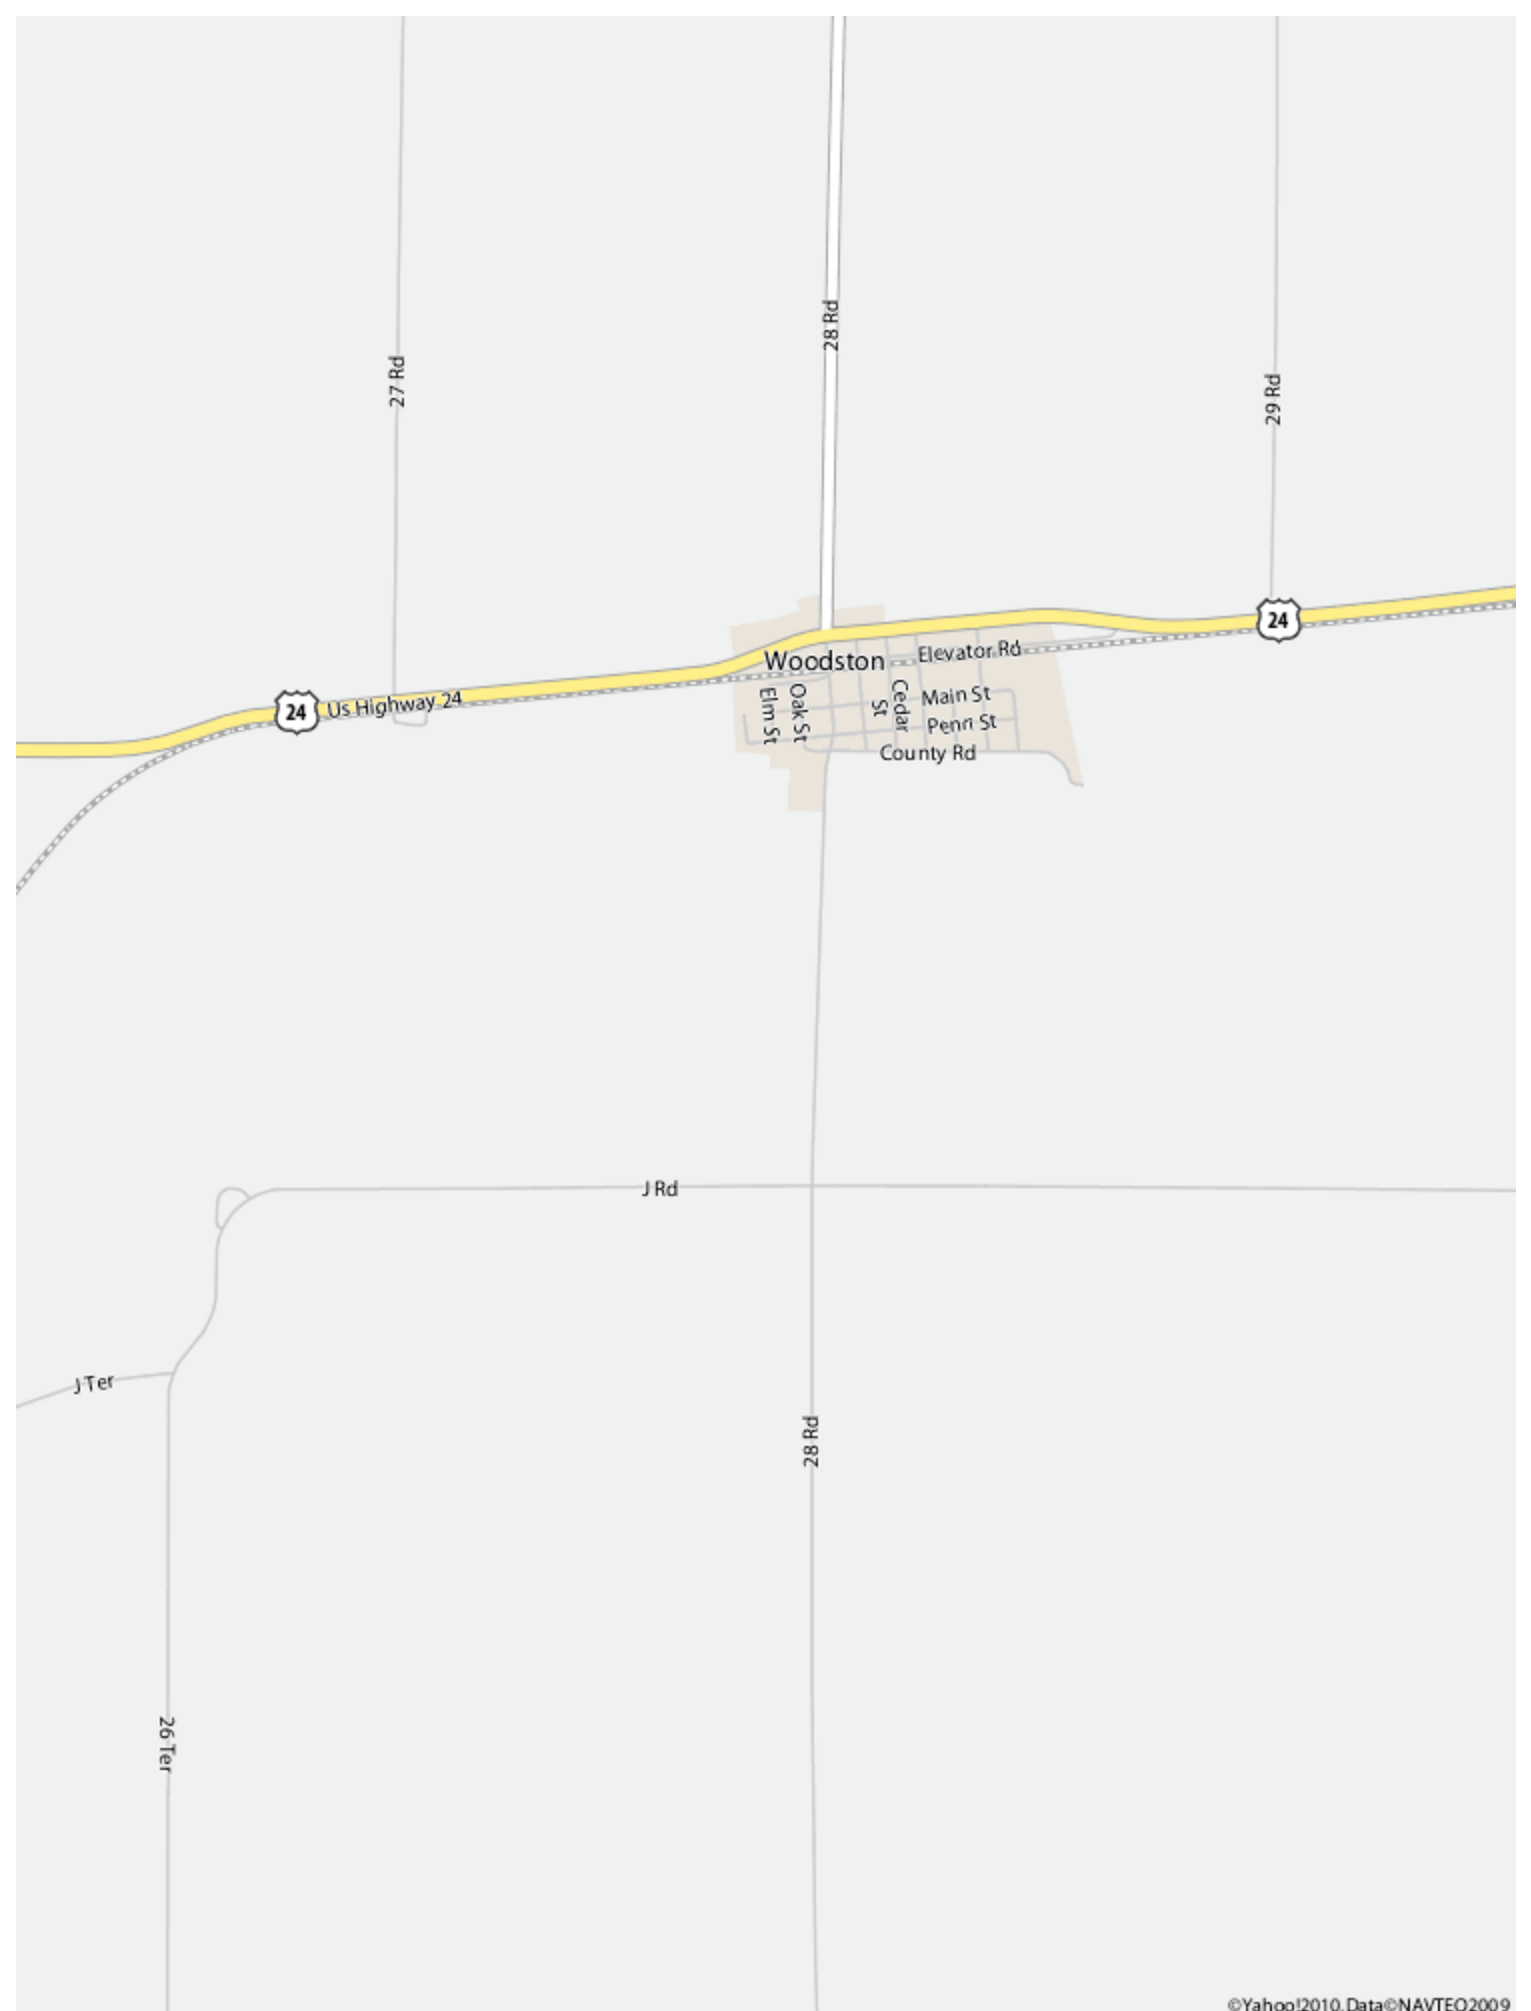 28 Rd
27 Rd
29 Rd
24
Woodston
Elevator Rd
24
Us Highway 24
Elm St
Oak St
Cedar
St
Main St
Penn St
County Rd
J Rd
J Ter
28 Rd
26 Ter
©Yahoo!2010,Data©NAVTEQ2009